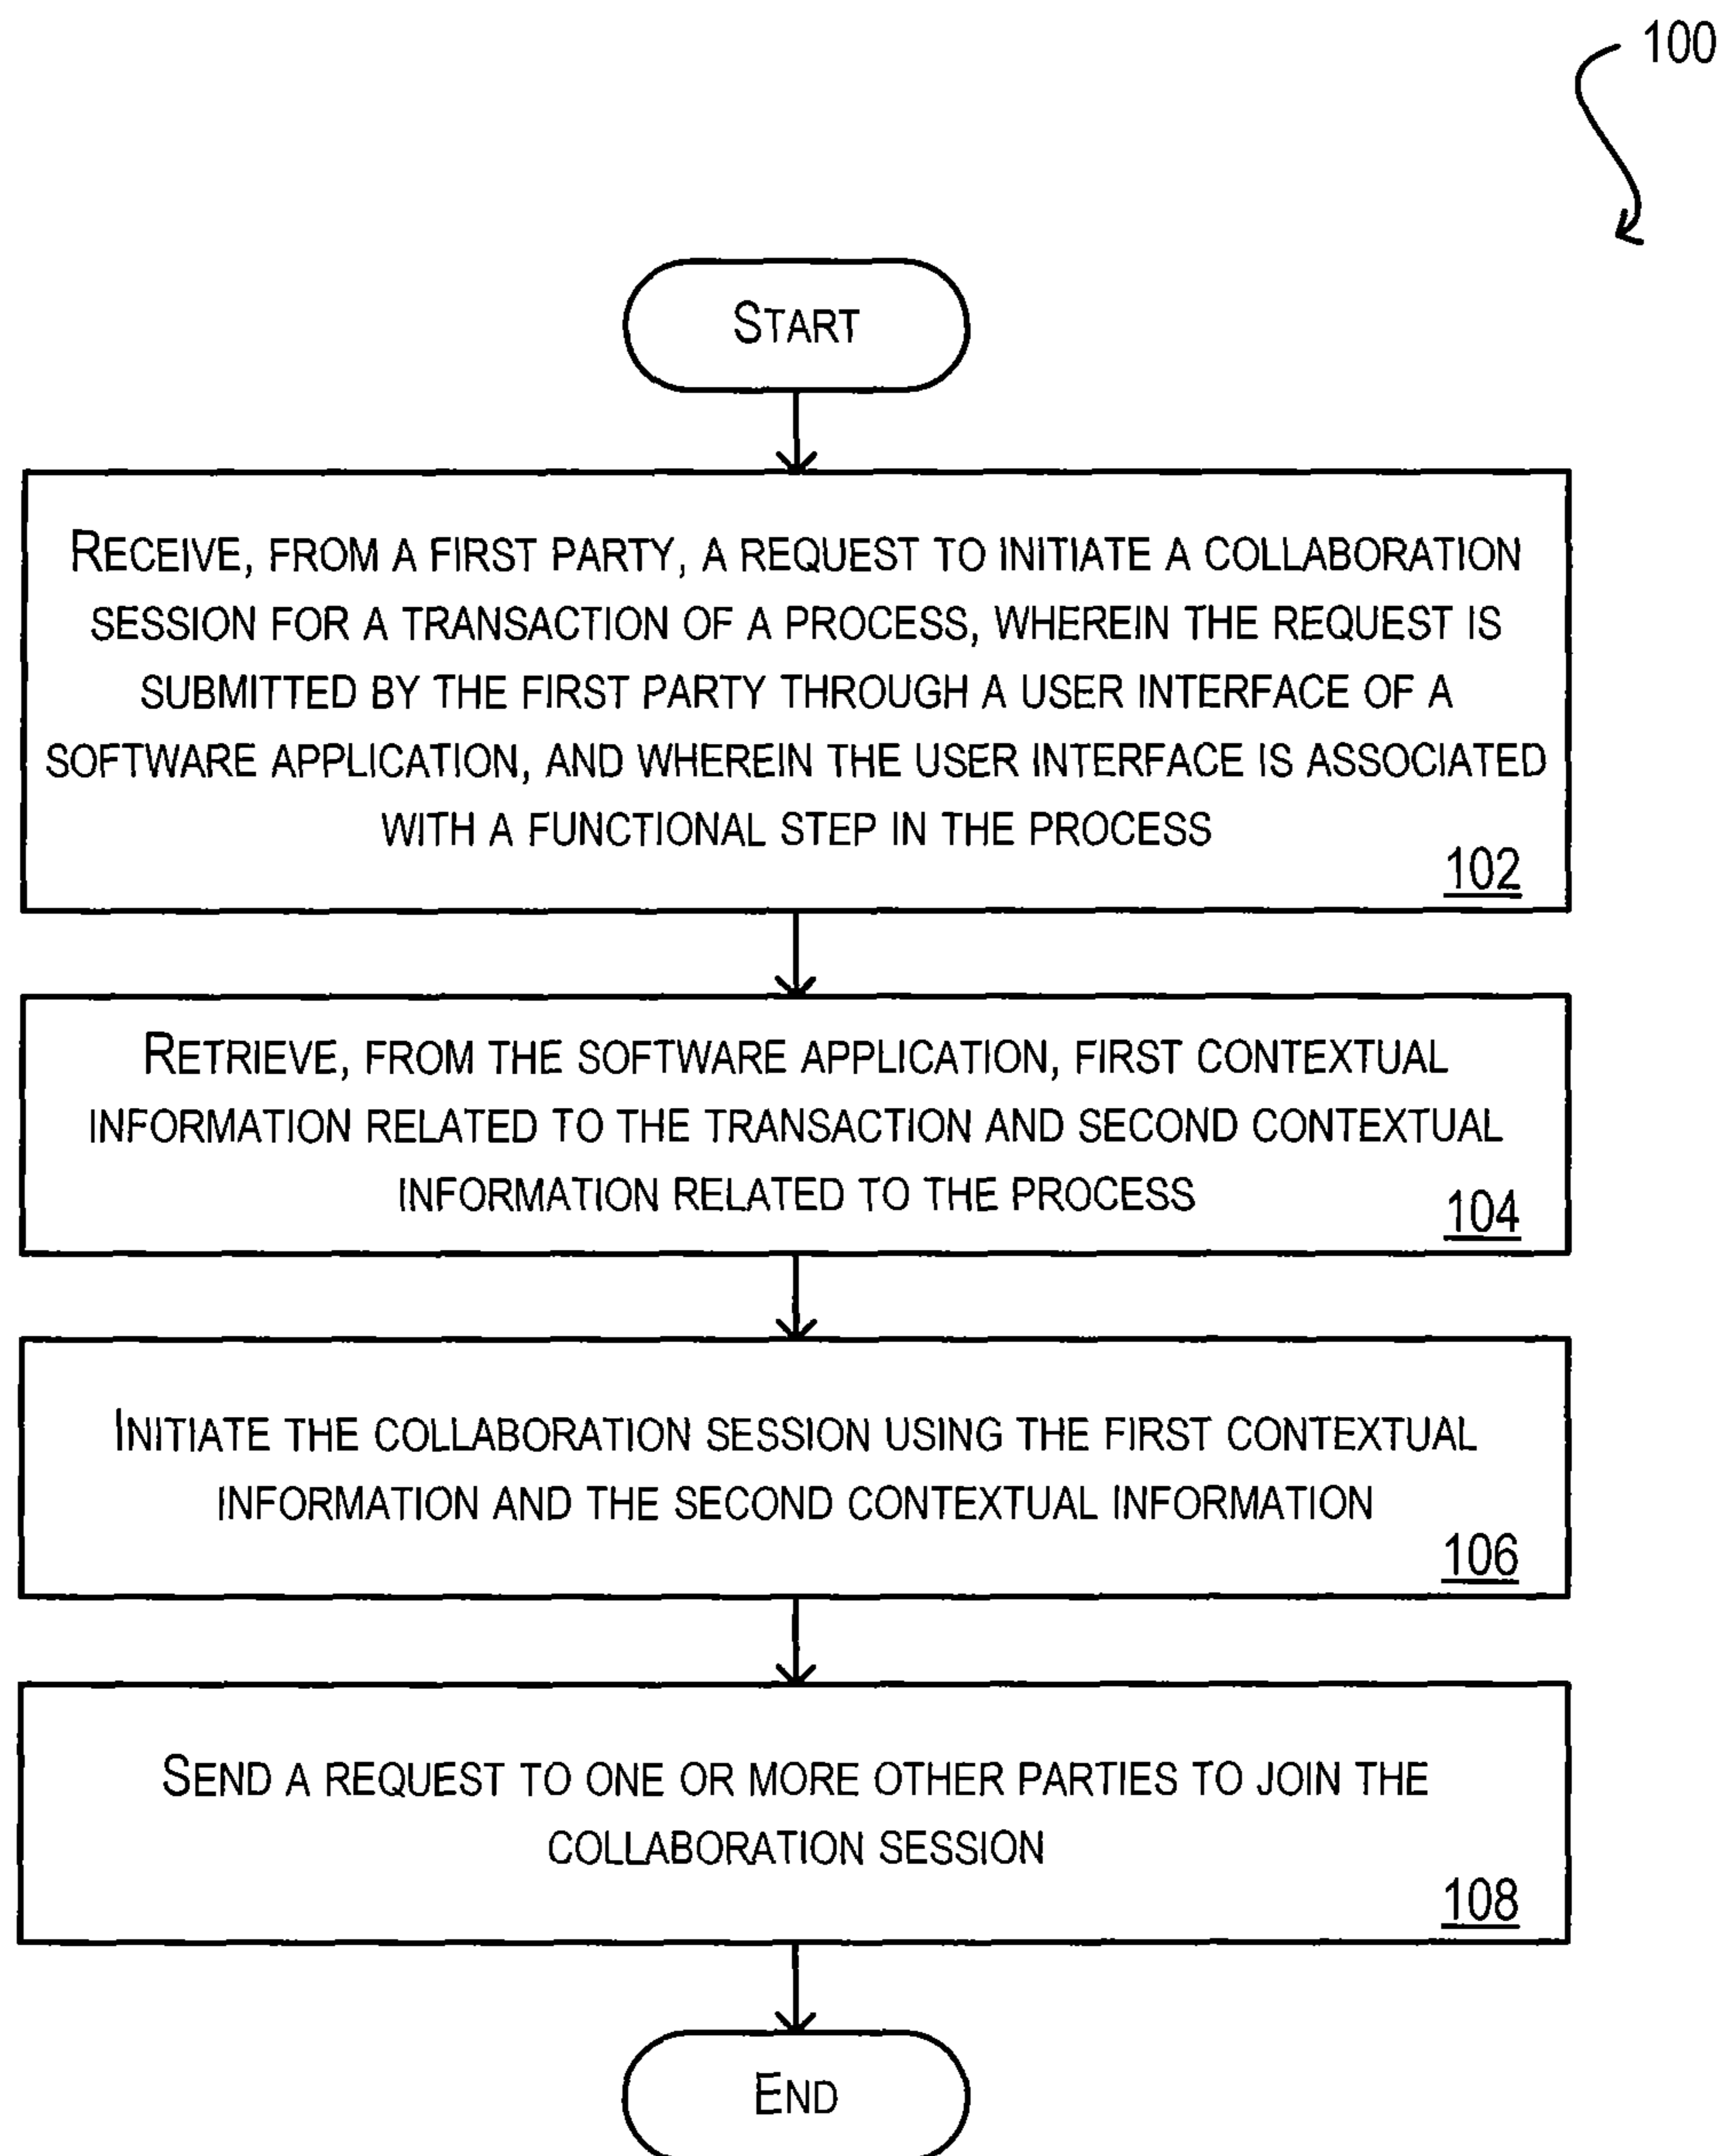 100
START
RECEIVE, FROM A FIRST PARTY, A REQUEST TO INITIATE A COLLABORATION
SESSION FOR A TRANSACTION OF A PROCESS, WHEREIN THE REQUEST IS
SUBMITTED BY THE FIRST PARTY THROUGH A USER INTERFACE OF A
SOFTWARE APPLICATION, AND WHEREIN THE USER INTERFACE IS ASSOCIATED
WITH A FUNCTIONAL STEP IN THE PROCESS
102
RETRIEVE, FROM THE SOFTWARE APPLICATION, FIRST CONTEXTUAL
INFORMATION RELATED TO THE TRANSACTION AND SECOND CONTEXTUAL
INFORMATION RELATED TO THE PROCESS
104
INITIATE THE COLLABORATION SESSION USING THE FIRST CONTEXTUAL
INFORMATION AND THE SECOND CONTEXTUAL INFORMATION
106
SEND A REQUEST TO ONE OR MORE OTHER PARTIES TO JOIN THE
COLLABORATION SESSION
108
END